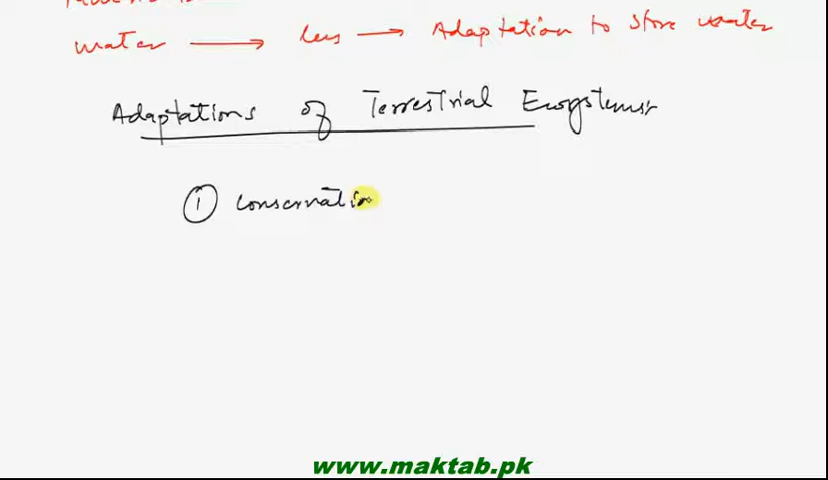 water → less → Adaptation to store water
Adaptations of Terrestrial Ecosystems
① conservation
www.maktab.pk